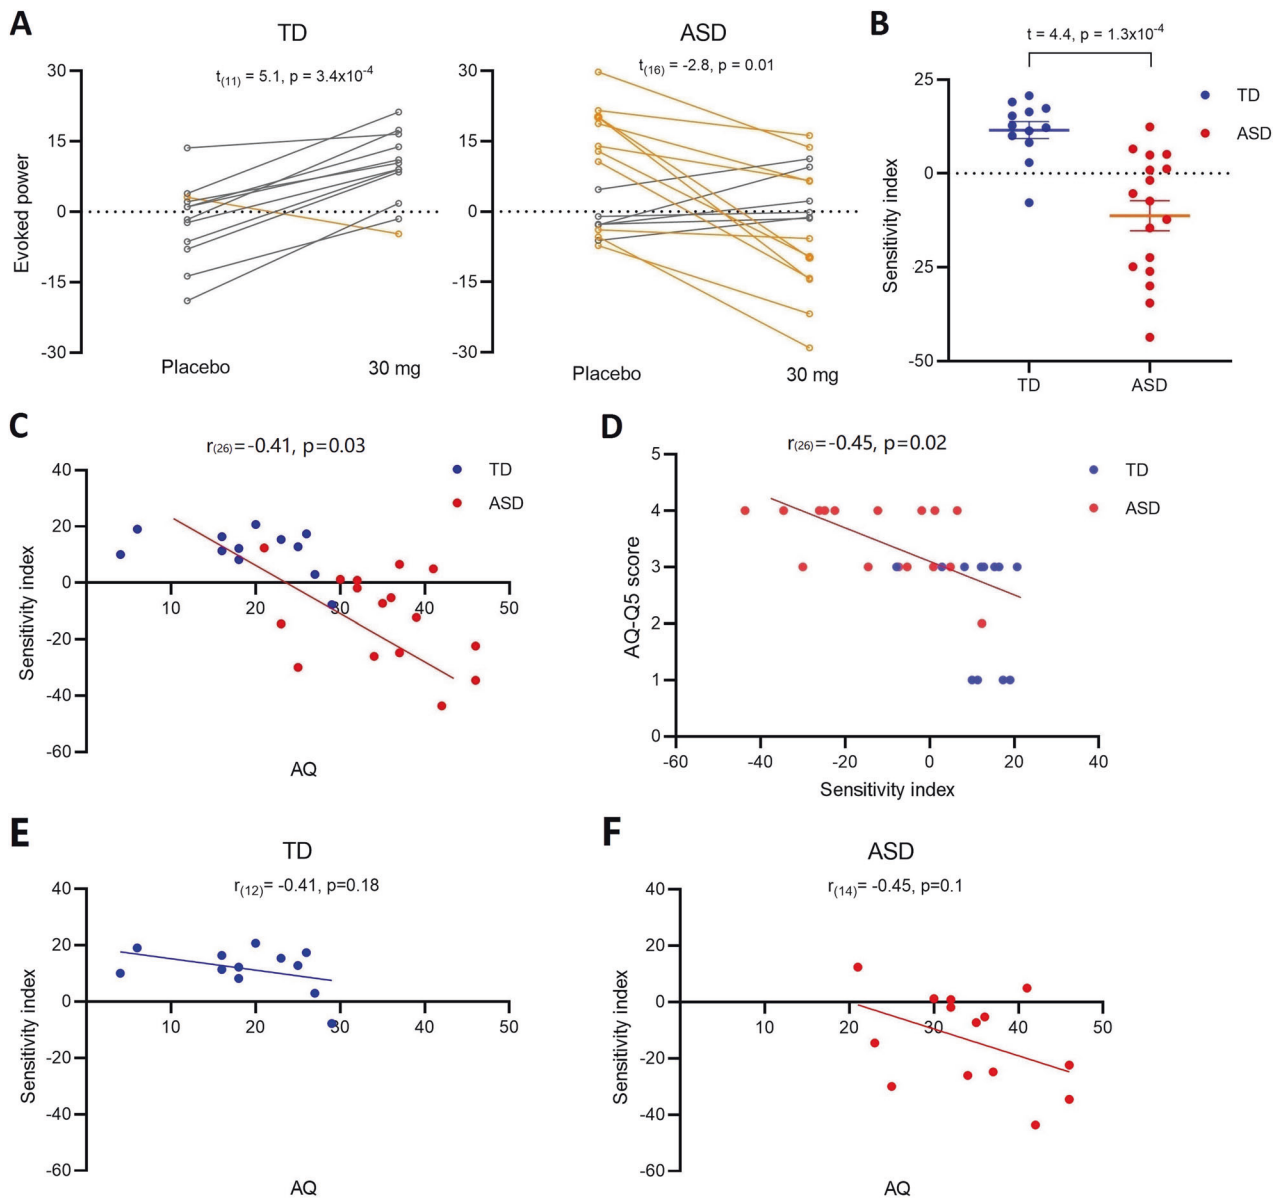 A
TD
t(11) = 5.1, p = 3.4x10-4
30
15
0
-15
-30
Evoked power
Placebo
30 mg
ASD
t(16) = -2.8, p = 0.01
30
15
0
-15
-30
Placebo
30 mg
B
t = 4.4, p = 1.3x10-4
25
0
-25
-50
Sensitivity index
TD
ASD
TD
ASD
C
r(26)=-0.41, p=0.03
TD
ASD
40
20
0
-20
-40
-60
Sensitivity index
10
20
30
40
50
AQ
D
r(26)=-0.45, p=0.02
TD
ASD
5
4
3
2
1
0
AQ-Q5 score
-60
-40
-20
0
20
40
Sensitivity index
E
TD
r(12)= -0.41, p=0.18
40
20
0
-20
-40
-60
Sensitivity index
10
20
30
40
50
AQ
F
ASD
r(14)= -0.45, p=0.1
40
20
0
-20
-40
-60
Sensitivity index
10
20
30
40
50
AQ